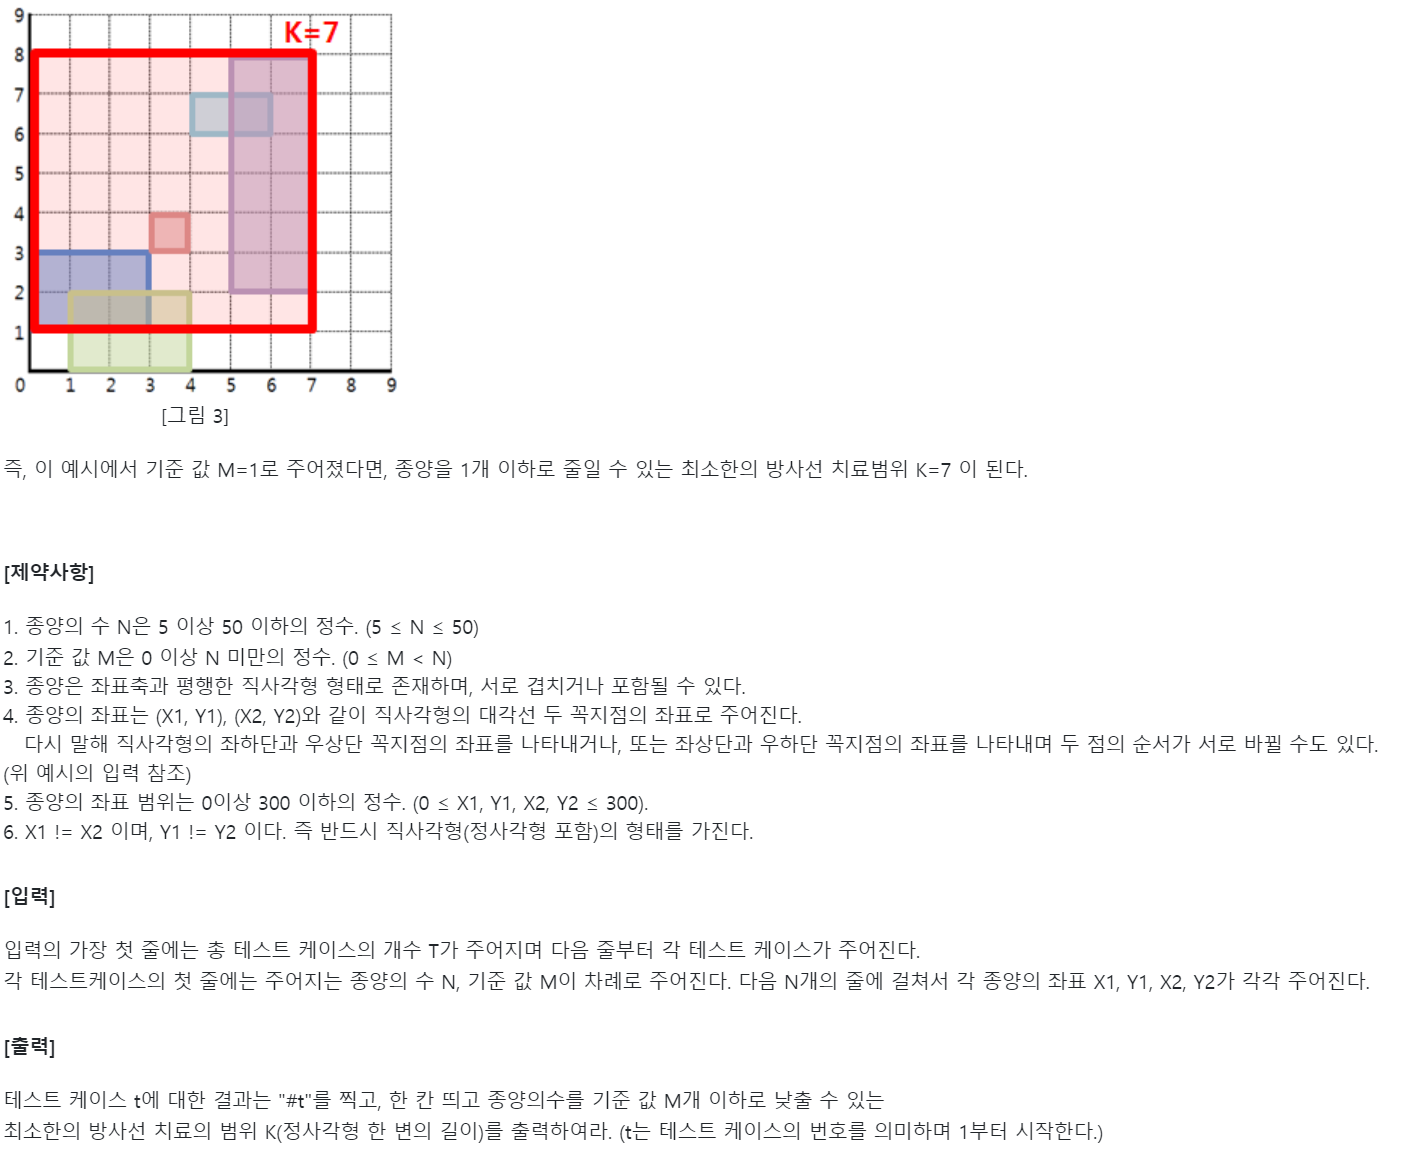 9
K=7
8
7
6
5
4
3
2
1
0 1 2 3 4 5 6 7 8 9
[그림 3]
즉, 이 예시에서 기준 값 M=1로 주어졌다면, 종양을 1개 이하로 줄일 수 있는 최소한의 방사선 치료범위 K=7 이 된다.
[제약사항]
1. 종양의 수 N은 5 이상 50 이하의 정수. (5 ≤ N ≤ 50)
2. 기준 값 M은 0 이상 N 미만의 정수. (0 ≤ M < N)
3. 종양은 좌표축과 평행한 직사각형 형태로 존재하며, 서로 겹치거나 포함될 수 있다.
4. 종양의 좌표는 (X1, Y1), (X2, Y2)와 같이 직사각형의 대각선 두 꼭지점의 좌표로 주어진다.
다시 말해 직사각형의 좌하단과 우상단 꼭지점의 좌표를 나타내거나, 또는 좌상단과 우하단 꼭지점의 좌표를 나타내며 두 점의 순서가 서로 바뀔 수도 있다.
(위 예시의 입력 참조)
5. 종양의 좌표 범위는 0이상 300 이하의 정수. (0 ≤ X1, Y1, X2, Y2 ≤ 300).
6. X1 != X2 이며, Y1 != Y2 이다. 즉 반드시 직사각형(정사각형 포함)의 형태를 가진다.
[입력]
입력의 가장 첫 줄에는 총 테스트 케이스의 개수 T가 주어지며 다음 줄부터 각 테스트 케이스가 주어진다.
각 테스트케이스의 첫 줄에는 주어지는 종양의 수 N, 기준 값 M이 차례로 주어진다. 다음 N개의 줄에 걸쳐서 각 종양의 좌표 X1, Y1, X2, Y2가 각각 주어진다.
[출력]
테스트 케이스 t에 대한 결과는 "#t"를 찍고, 한 칸 띄고 종양의수를 기준 값 M개 이하로 낮출 수 있는
최소한의 방사선 치료의 범위 K(정사각형 한 변의 길이)를 출력하여라. (t는 테스트 케이스의 번호를 의미하며 1부터 시작한다.)